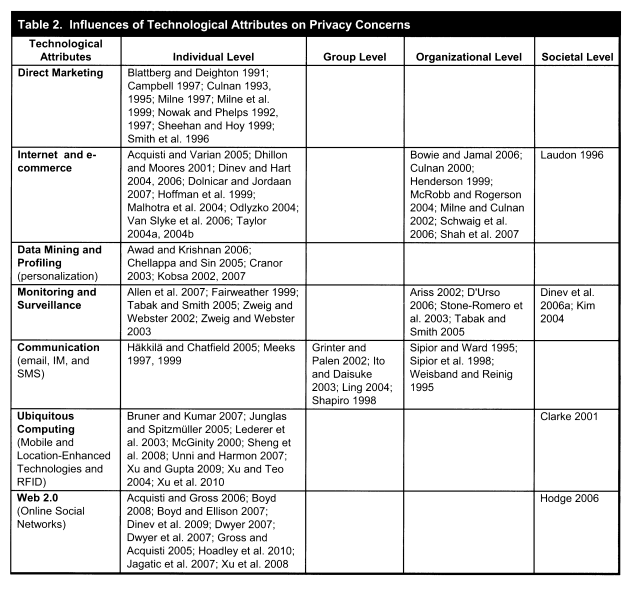 Table 2. Influences of Technological Attributes on Privacy Concerns
Technological
Attributes
Individual Level
Group Level
Organizational Level
Societal Level
Direct Marketing
Blattberg and Deighton 1991;
Campbell 1997; Culnan 1993,
1995; Milne 1997; Milne et al.
1999; Nowak and Phelps 1992,
1997; Sheehan and Hoy 1999;
Smith et al. 1996
Internet and e-
commerce
Acquisti and Varian 2005; Dhillon
and Moores 2001; Dinev and Hart
2004, 2006; Dolnicar and Jordaan
2007; Hoffman et al. 1999;
Malhotra et al. 2004; Odlyzko 2004;
Van Slyke et al. 2006; Taylor
2004a, 2004b
Bowie and Jamal 2006;
Culnan 2000;
Henderson 1999;
McRobb and Rogerson
2004; Milne and Culnan
2002; Schwaig et al.
2006; Shah et al. 2007
Laudon 1996
Data Mining and
Profiling
(personalization)
Awad and Krishnan 2006;
Chellappa and Sin 2005; Cranor
2003; Kobsa 2002, 2007
Monitoring and
Surveillance
Allen et al. 2007; Fairweather 1999;
Tabak and Smith 2005; Zweig and
Webster 2002; Zweig and Webster
2003
Ariss 2002; D'Urso
2006; Stone-Romero et
al. 2003; Tabak and
Smith 2005
Dinev et al.
2006a; Kim
2004
Communication
(email, IM, and
SMS)
Häkkilä and Chatfield 2005; Meeks
1997, 1999
Grinter and
Palen 2002; Ito
and Daisuke
2003; Ling 2004;
Shapiro 1998
Sipior and Ward 1995;
Sipior et al. 1998;
Weisband and Reinig
1995
Ubiquitous
Computing
(Mobile and
Location-Enhanced
Technologies and
RFID)
Bruner and Kumar 2007; Junglas
and Spitzmüller 2005; Lederer et
al. 2003; McGinity 2000; Sheng et
al. 2008; Unni and Harmon 2007;
Xu and Gupta 2009; Xu and Teo
2004; Xu et al. 2010
Clarke 2001
Web 2.0
(Online Social
Networks)
Acquisti and Gross 2006; Boyd
2008; Boyd and Ellison 2007;
Dinev et al. 2009; Dwyer 2007;
Dwyer et al. 2007; Gross and
Acquisti 2005; Hoadley et al. 2010;
Jagatic et al. 2007; Xu et al. 2008
Hodge 2006